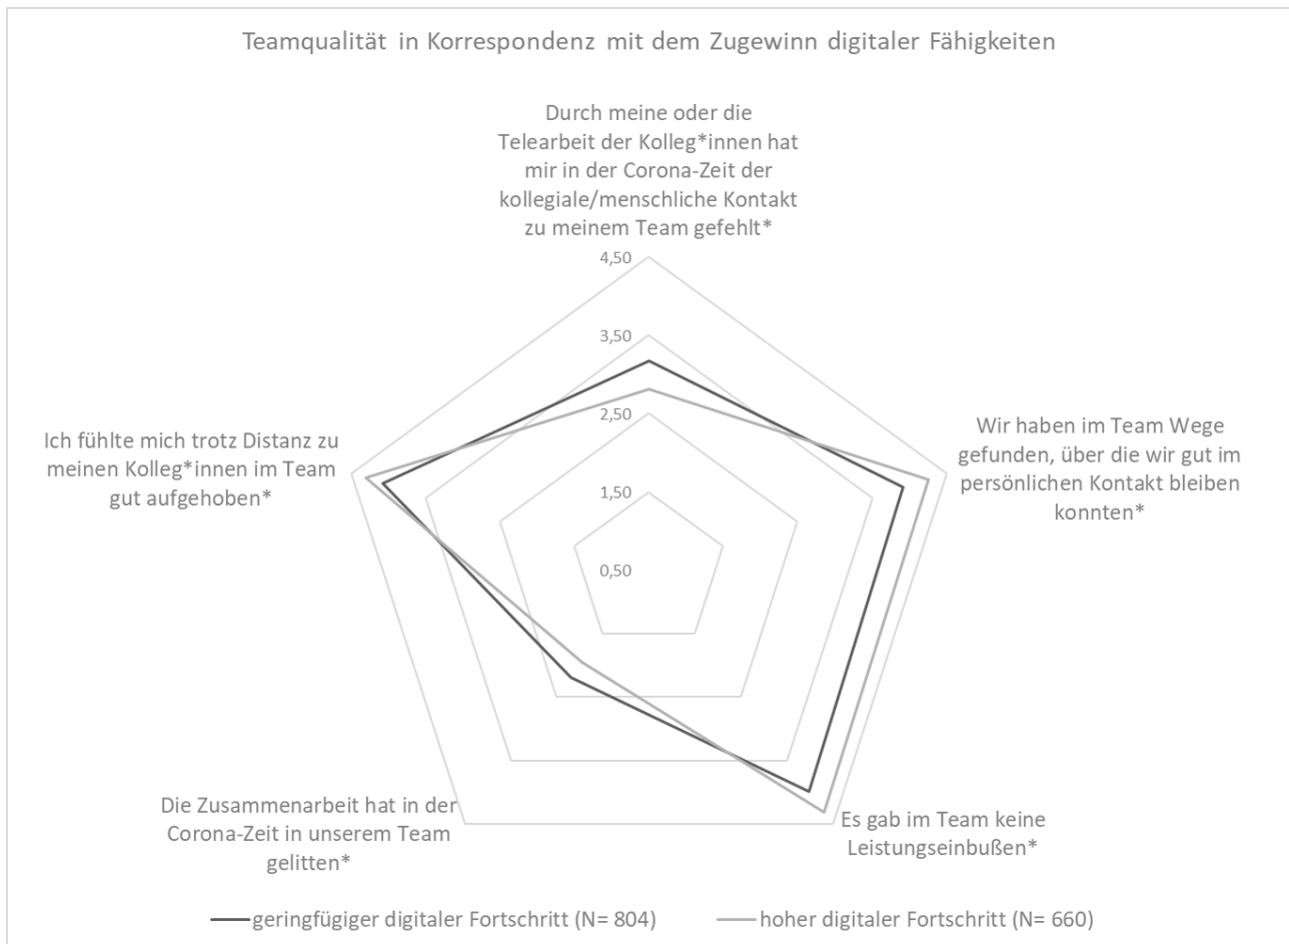 Teamqualität in Korrespondenz mit dem Zugewinn digitaler Fähigkeiten
Durch meine oder die
Telearbeit der Kolleg*innen hat
mir in der Corona-Zeit der
kollegiale/menschliche Kontakt
zu meinem Team gefehlt*
4,50
3,50
2,50
1,50
0,50
Wir haben im Team Wege
gefunden, über die wir gut im
persönlichen Kontakt bleiben
konnten*
Es gab im Team keine
Leistungseinbußen*
Die Zusammenarbeit hat in der
Corona-Zeit in unserem Team
gelitten*
Ich fühlte mich trotz Distanz zu
meinen Kolleg*innen im Team
gut aufgehoben*
geringfügiger digitaler Fortschritt (N= 804)
hoher digitaler Fortschritt (N= 660)